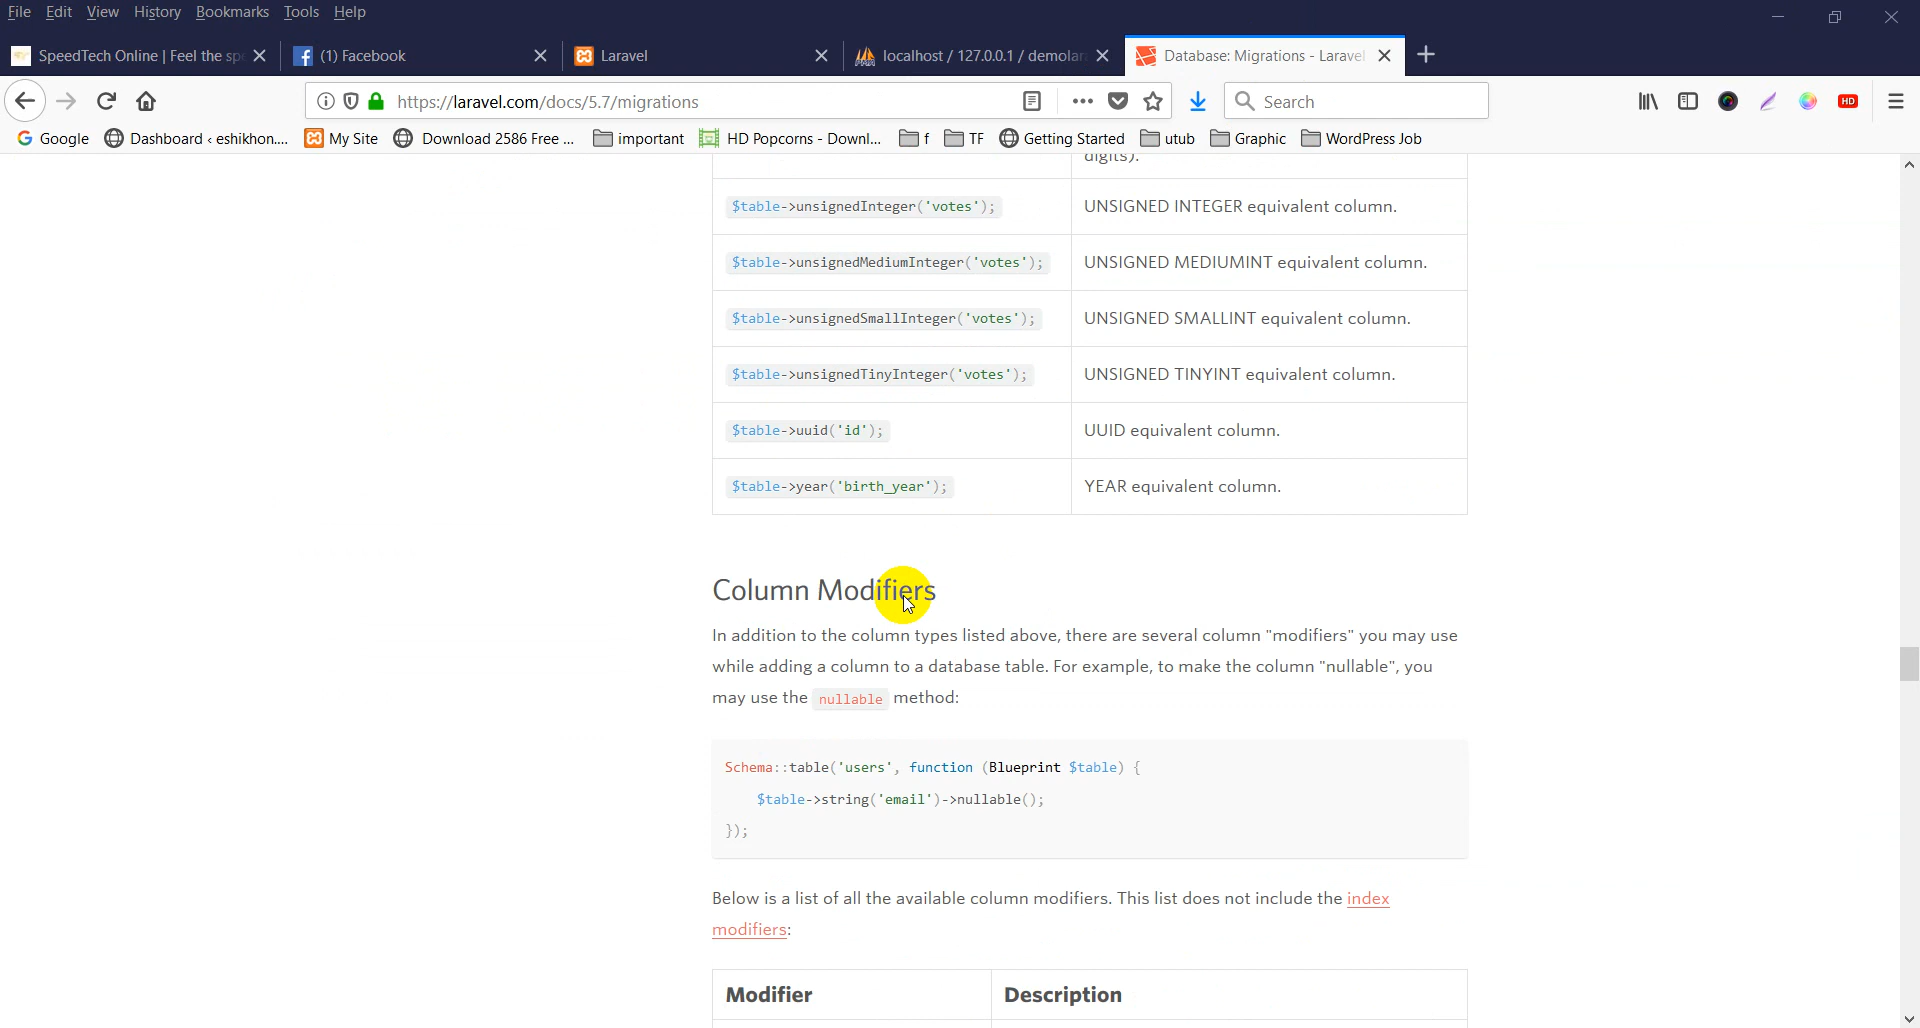 File Edit View History Bookmarks Tools Help
SpeedTech Online | Feel the spe
(1) Facebook
Laravel
localhost / 127.0.0.1 / demolar
Database: Migrations - Laravel
https://laravel.com/docs/5.7/migrations
Search
HD
Google
Dashboard ‹ eshikhon....
My Site
Download 2586 Free ...
important
HD Popcorns - Downl...
f
TF
Getting Started
utub
Graphic
WordPress Job
digits).
$table->unsignedInteger('votes'); UNSIGNED INTEGER equivalent column.
$table->unsignedMediumInteger('votes'); UNSIGNED MEDIUMINT equivalent column.
$table->unsignedSmallInteger('votes'); UNSIGNED SMALLINT equivalent column.
$table->unsignedTinyInteger('votes'); UNSIGNED TINYINT equivalent column.
$table->uuid('id'); UUID equivalent column.
$table->year('birth_year'); YEAR equivalent column.
Column Modifiers
In addition to the column types listed above, there are several column "modifiers" you may use
while adding a column to a database table. For example, to make the column "nullable", you
may use the nullable method:
Schema::table('users', function (Blueprint $table) {
$table->string('email')->nullable();
});
Below is a list of all the available column modifiers. This list does not include the index
modifiers:
Modifier Description